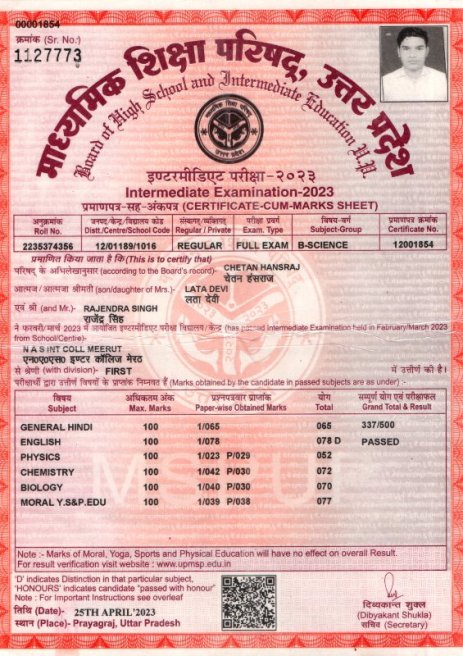 00001854
क्रमांक (Sr. No.)
1127773
माध्यमिक शिक्षा परिषद्, उत्तर प्रदेश
Board of High School and Intermediate Education U.P.
इण्टरमीडिएट परीक्षा-२०२३
Intermediate Examination-2023
प्रमाणपत्र-सह-अंकपत्र (CERTIFICATE-CUM-MARKS SHEET)
अनुक्रमांक जनपद/केन्द्र/विद्यालय कोड संस्थागत/व्यक्तिगत परीक्षा प्रवर्ग विषय-वर्ग प्रमाणपत्र क्रमांक
Roll No. Distt./Centre/School Code Regular / Private Exam. Type Subject-Group Certificate No.
2235374356 12/01189/1016 REGULAR FULL EXAM B-SCIENCE 12001854
प्रमाणित किया जाता है कि(This is to certify that)
परिषद् के अभिलेखानुसार (according to the Board's record)- CHETAN HANSRAJ
चेतन हंसराज
आत्मज/आत्मजा श्रीमती (son/daughter of Mrs.)- LATA DEVI
लता देवी
एवं श्री (and Mr.)- RAJENDRA SINGH
राजेंद्र सिंह
ने फरवरी/मार्च 2023 में आयोजित इण्टरमीडिएट परीक्षा विद्यालय/केन्द्र (has passed Intermediate Examination held in February/March 2023
from School/Centre)-
N A S INT COLL MEERUT
एन०ए०एस० इण्टर कॉलिज मेरठ
से श्रेणी (with division)- FIRST में उत्तीर्ण की है।
परीक्षार्थी द्वारा उत्तीर्ण विषयों के प्राप्तांक निम्नवत हैं (Marks obtained by the candidate in passed subjects are as under) :-
विषय अधिकतम अंक प्रश्नपत्रवार प्राप्तांक योग सम्पूर्ण योग एवं परीक्षाफल
Subject Max. Marks Paper-wise Obtained Marks Total Grand Total & Result
GENERAL HINDI 100 1/065 065 337/500
ENGLISH 100 1/078 078 D PASSED
PHYSICS 100 1/023 P/029 052
CHEMISTRY 100 1/042 P/030 072
BIOLOGY 100 1/040 P/030 070
MORAL Y.S&P.EDU 100 1/039 P/038 077
MSPUP
Note :- Marks of Moral, Yoga, Sports and Physical Education will have no effect on overall Result.
For result verification visit website : www.upmsp.edu.in
'D' indicates Distinction in that particular subject,
'HONOURS' indicates candidate "passed with honour"
Note : For Important Instructions see overleaf
तिथि (Date)- 25TH APRIL'2023
स्थान (Place)- Prayagraj, Uttar Pradesh
दिब्यकान्त शुक्ल
(Dibyakant Shukla)
सचिव (Secretary)